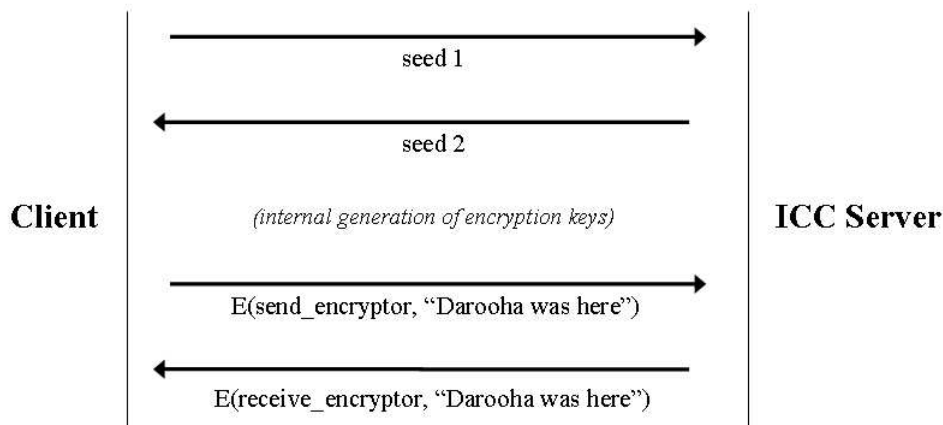 seed 1
seed 2
Client
(internal generation of encryption keys)
ICC Server
E(send_encryptor, “Darooha was here”)
E(receive_encryptor, “Darooha was here”)